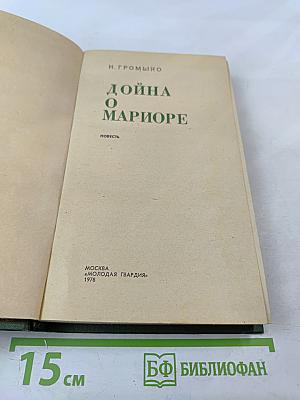 Н. ГРОМЫКО
ДОЙНА
О
МАРИОРЕ
ПОВЕСТЬ
МОСКВА
«МОЛОДАЯ ГВАРДИЯ»
1978
15 см
БФ БИБЛИОФАН